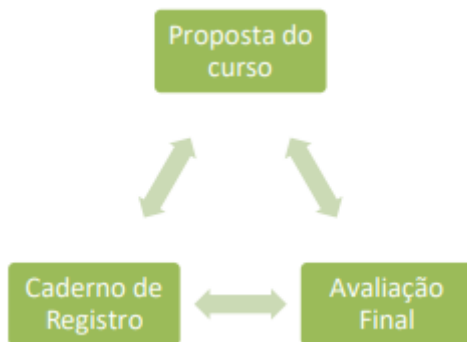 Proposta do
curso
Caderno de
Registro
Avaliação
Final